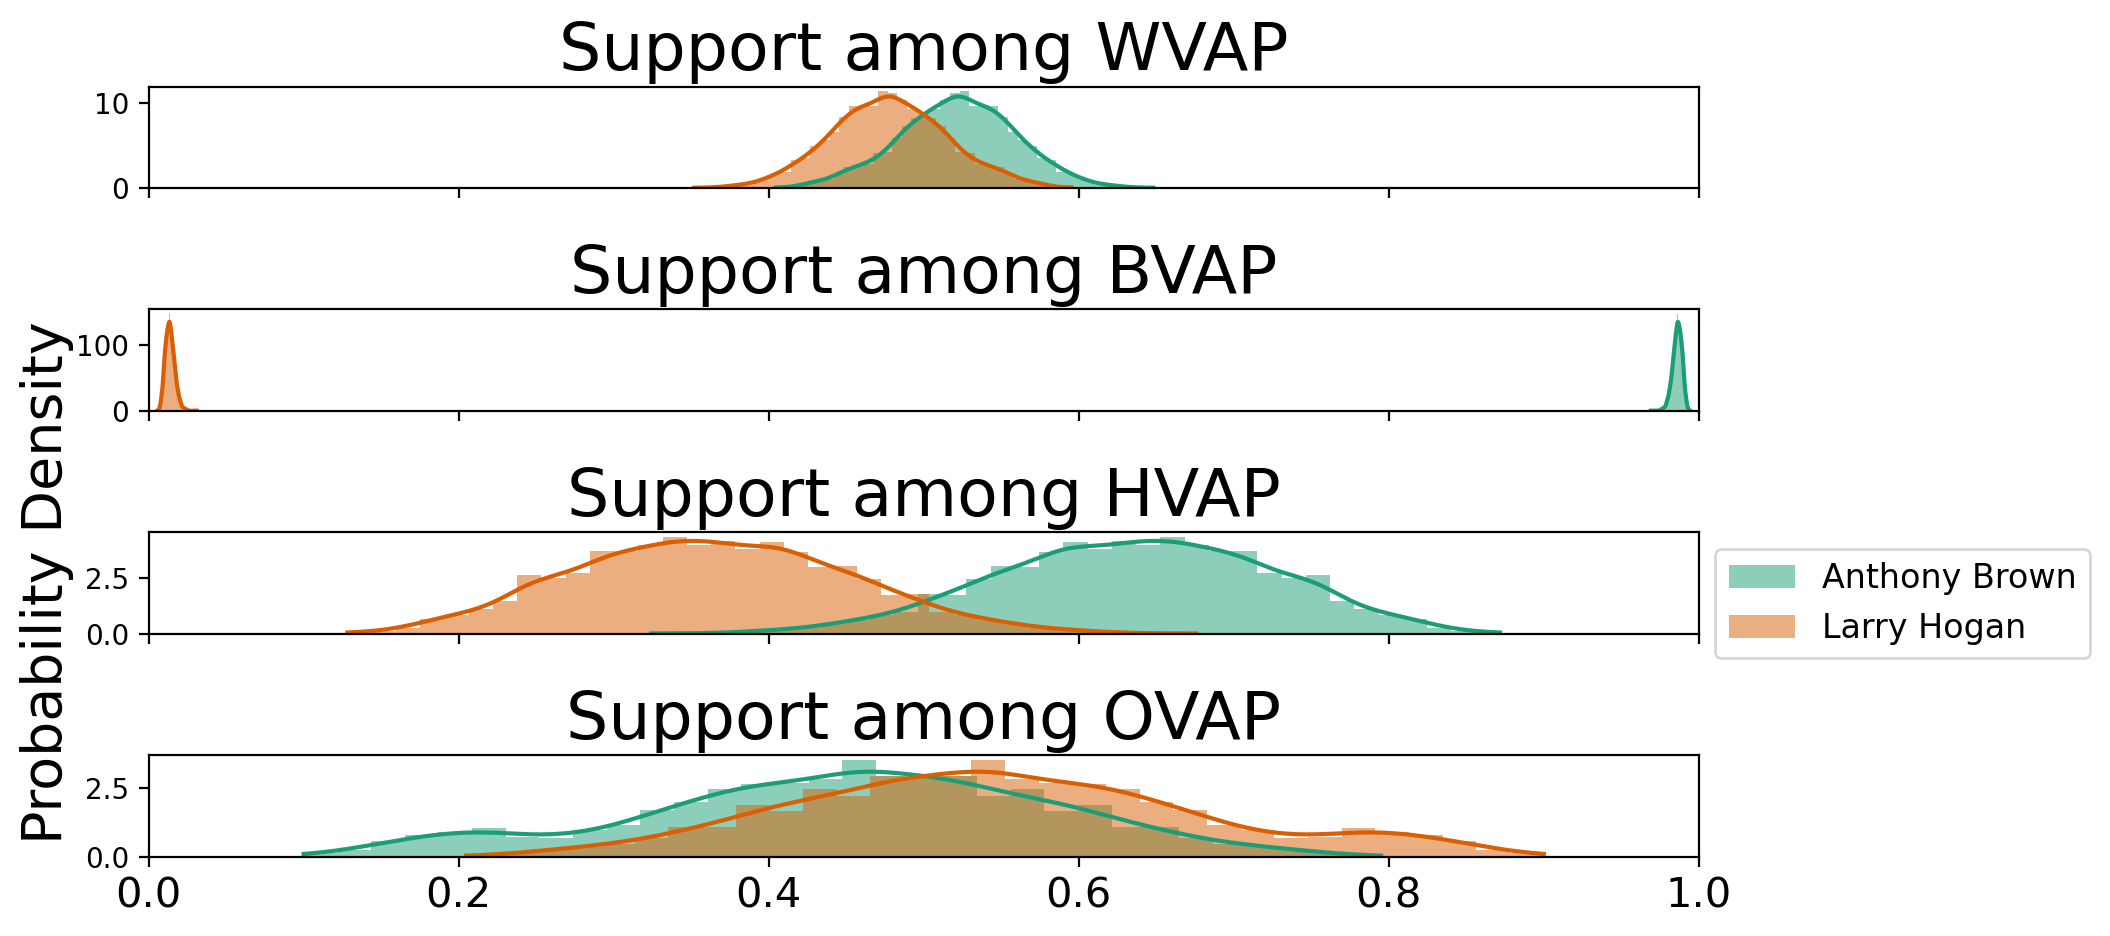 Support among WVAP
10
0
Support among BVAP
100
0
Probability Density
Support among HVAP
2.5
0.0
Anthony Brown
Larry Hogan
Support among OVAP
2.5
0.0
0.0 0.2 0.4 0.6 0.8 1.0